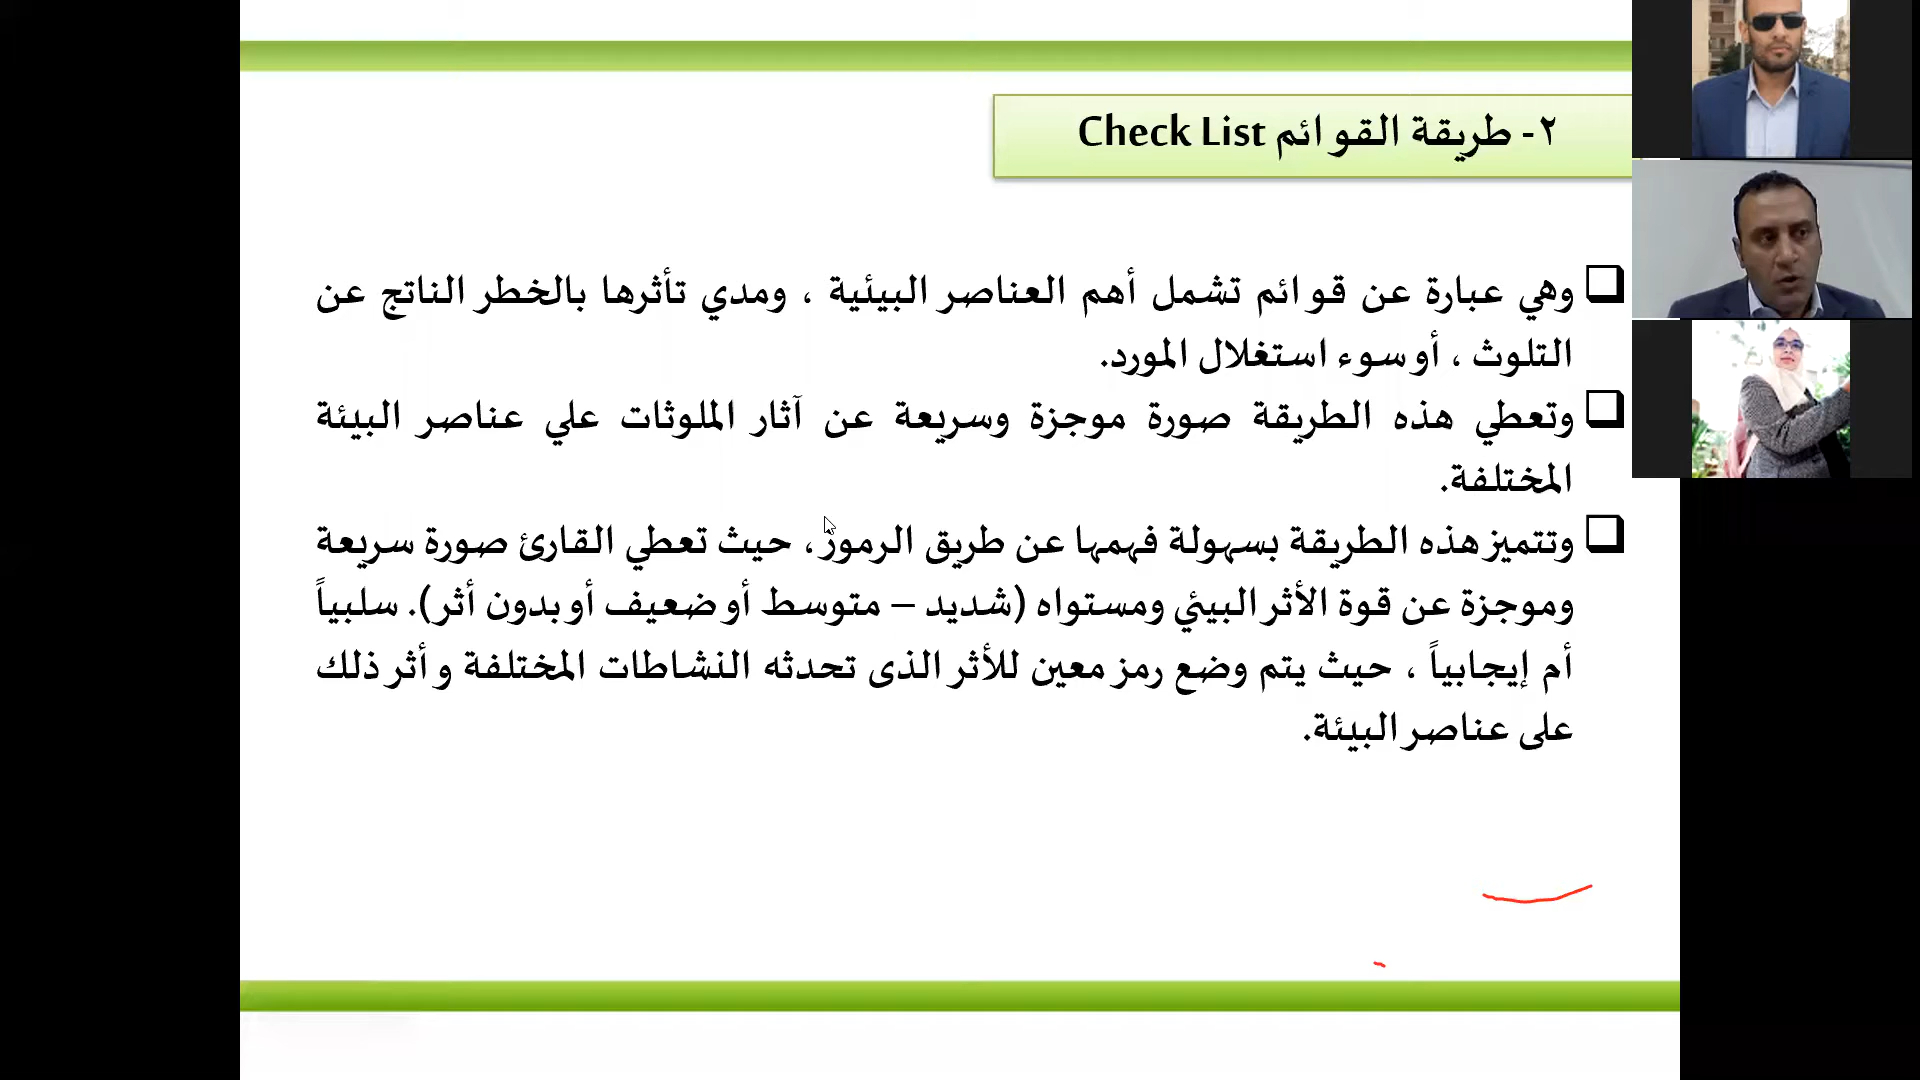 ٢- طريقة القوائم Check List
❑ وهي عبارة عن قوائم تشمل أهم العناصر البيئية ، ومدي تأثرها بالخطر الناتج عن
التلوث ، أو سوء استغلال المورد.
❑ وتعطي هذه الطريقة صورة موجزة وسريعة عن آثار الملوثات علي عناصر البيئة
المختلفة.
❑ وتتميز هذه الطريقة بسهولة فهمها عن طريق الرموز، حيث تعطي القارئ صورة سريعة
وموجزة عن قوة الأثر البيئي ومستواه (شديد – متوسط أو ضعيف أو بدون أثر). سلبياً
أم إيجابياً ، حيث يتم وضع رمز معين للأثر الذى تحدثه النشاطات المختلفة و أثر ذلك
على عناصر البيئة.